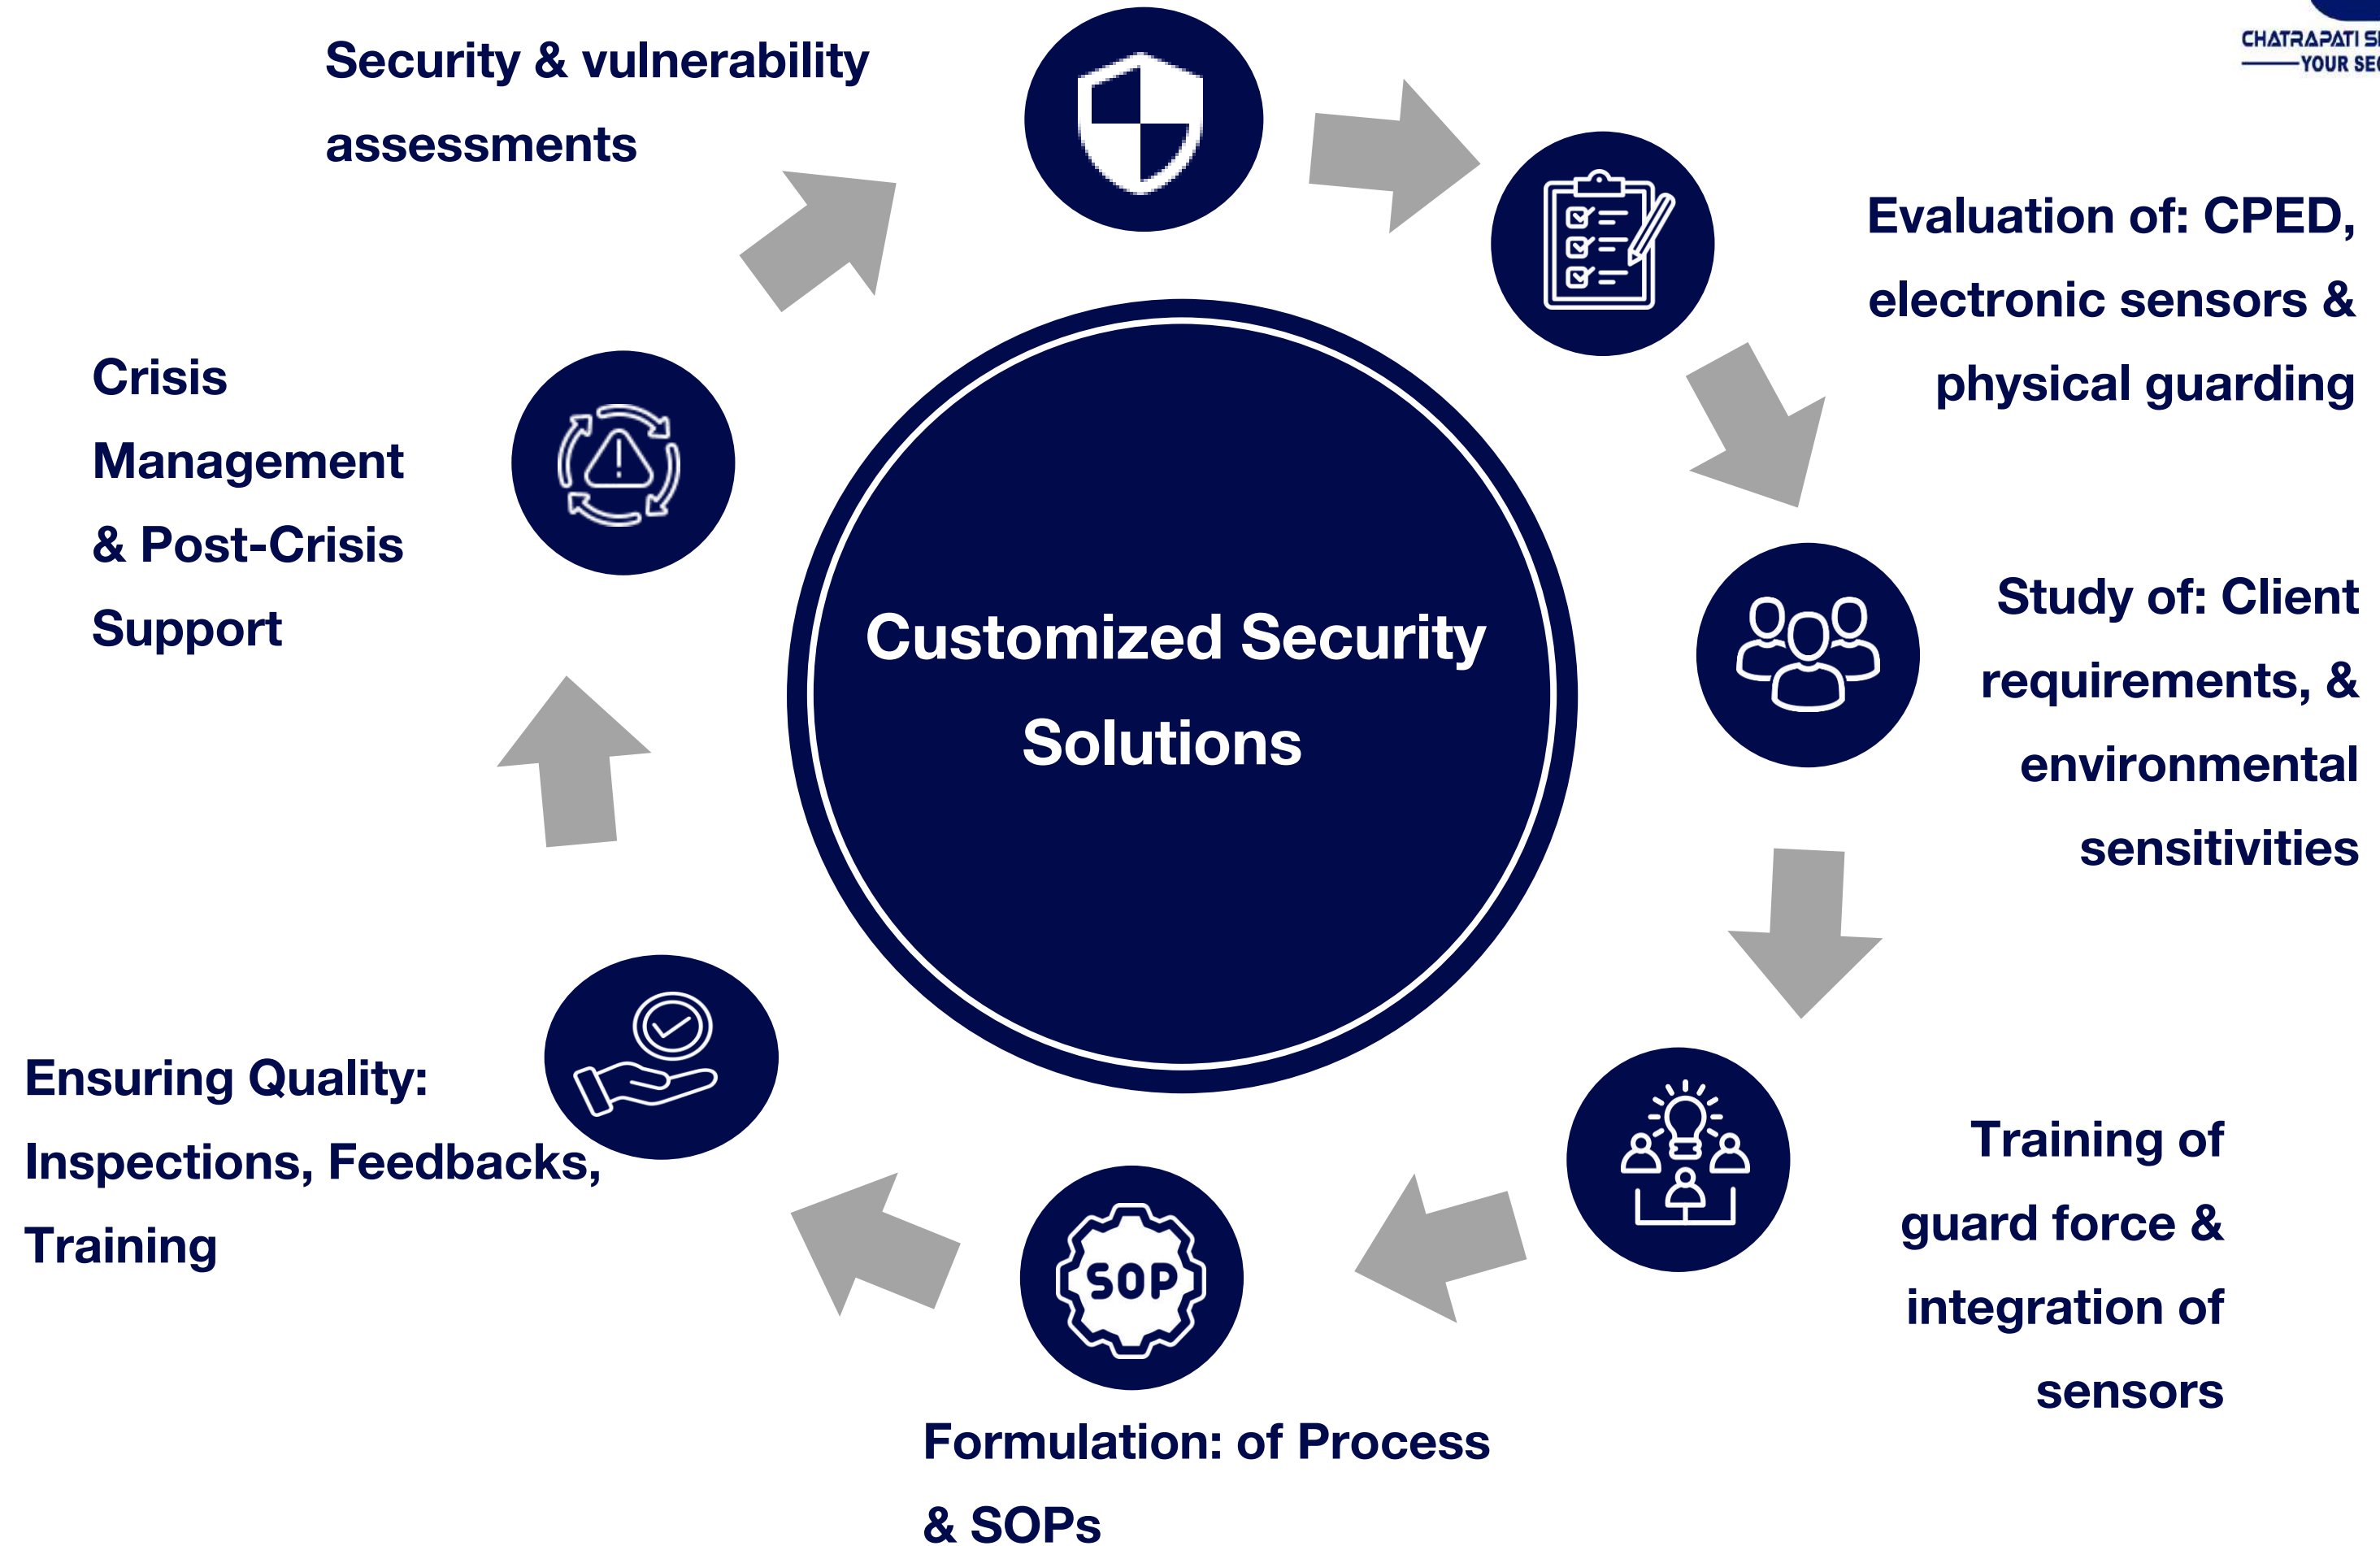 CHATRAPATI
YOUR
Security & vulnerability
assessments
Evaluation of: CPED,
electronic sensors &
physical guarding
Crisis
Management
& Post-Crisis
Support
Study of: Client
requirements, &
environmental
sensitivities
Customized Security
Solutions
Ensuring Quality:
Inspections, Feedbacks,
Training
Training of
guard force &
integration of
sensors
SOP
Formulation: of Process
& SOPs